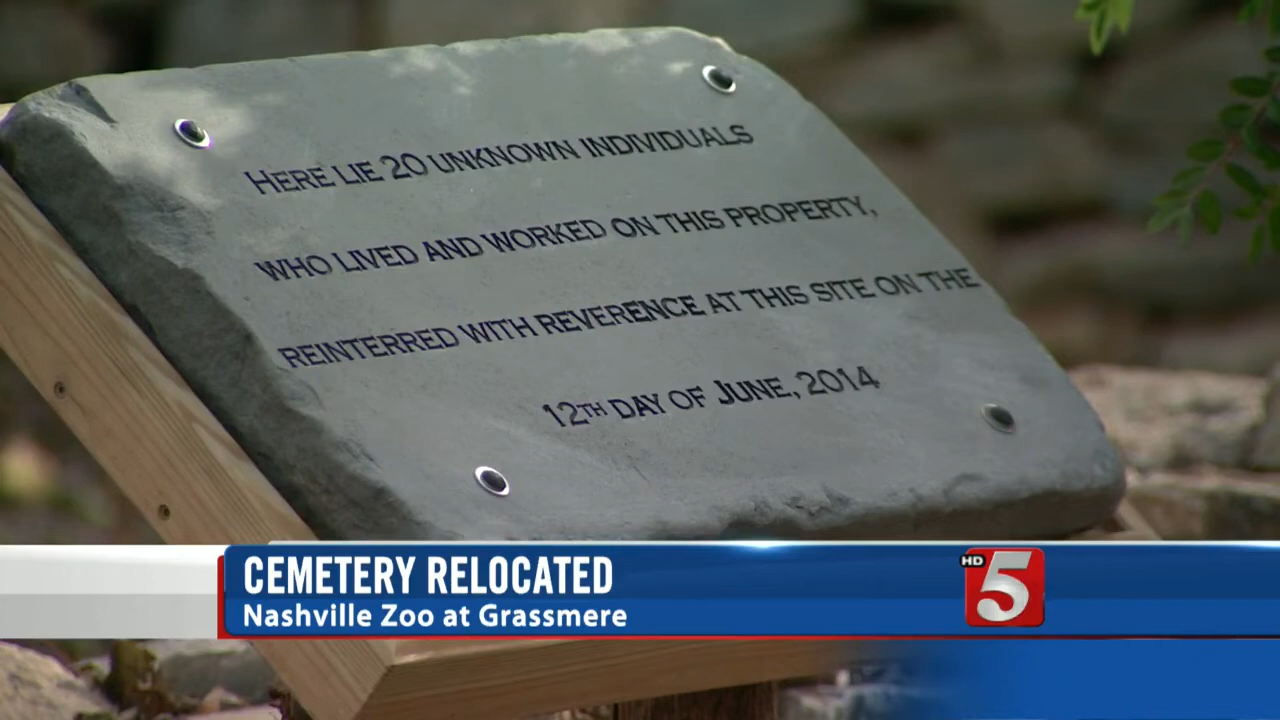 HERE LIE 20 UNKNOWN INDIVIDUALS
WHO LIVED AND WORKED ON THIS PROPERTY,
REINTERRED WITH REVERENCE AT THIS SITE ON THE
12TH DAY OF JUNE, 2014
CEMETERY RELOCATED
Nashville Zoo at Grassmere
HD 5